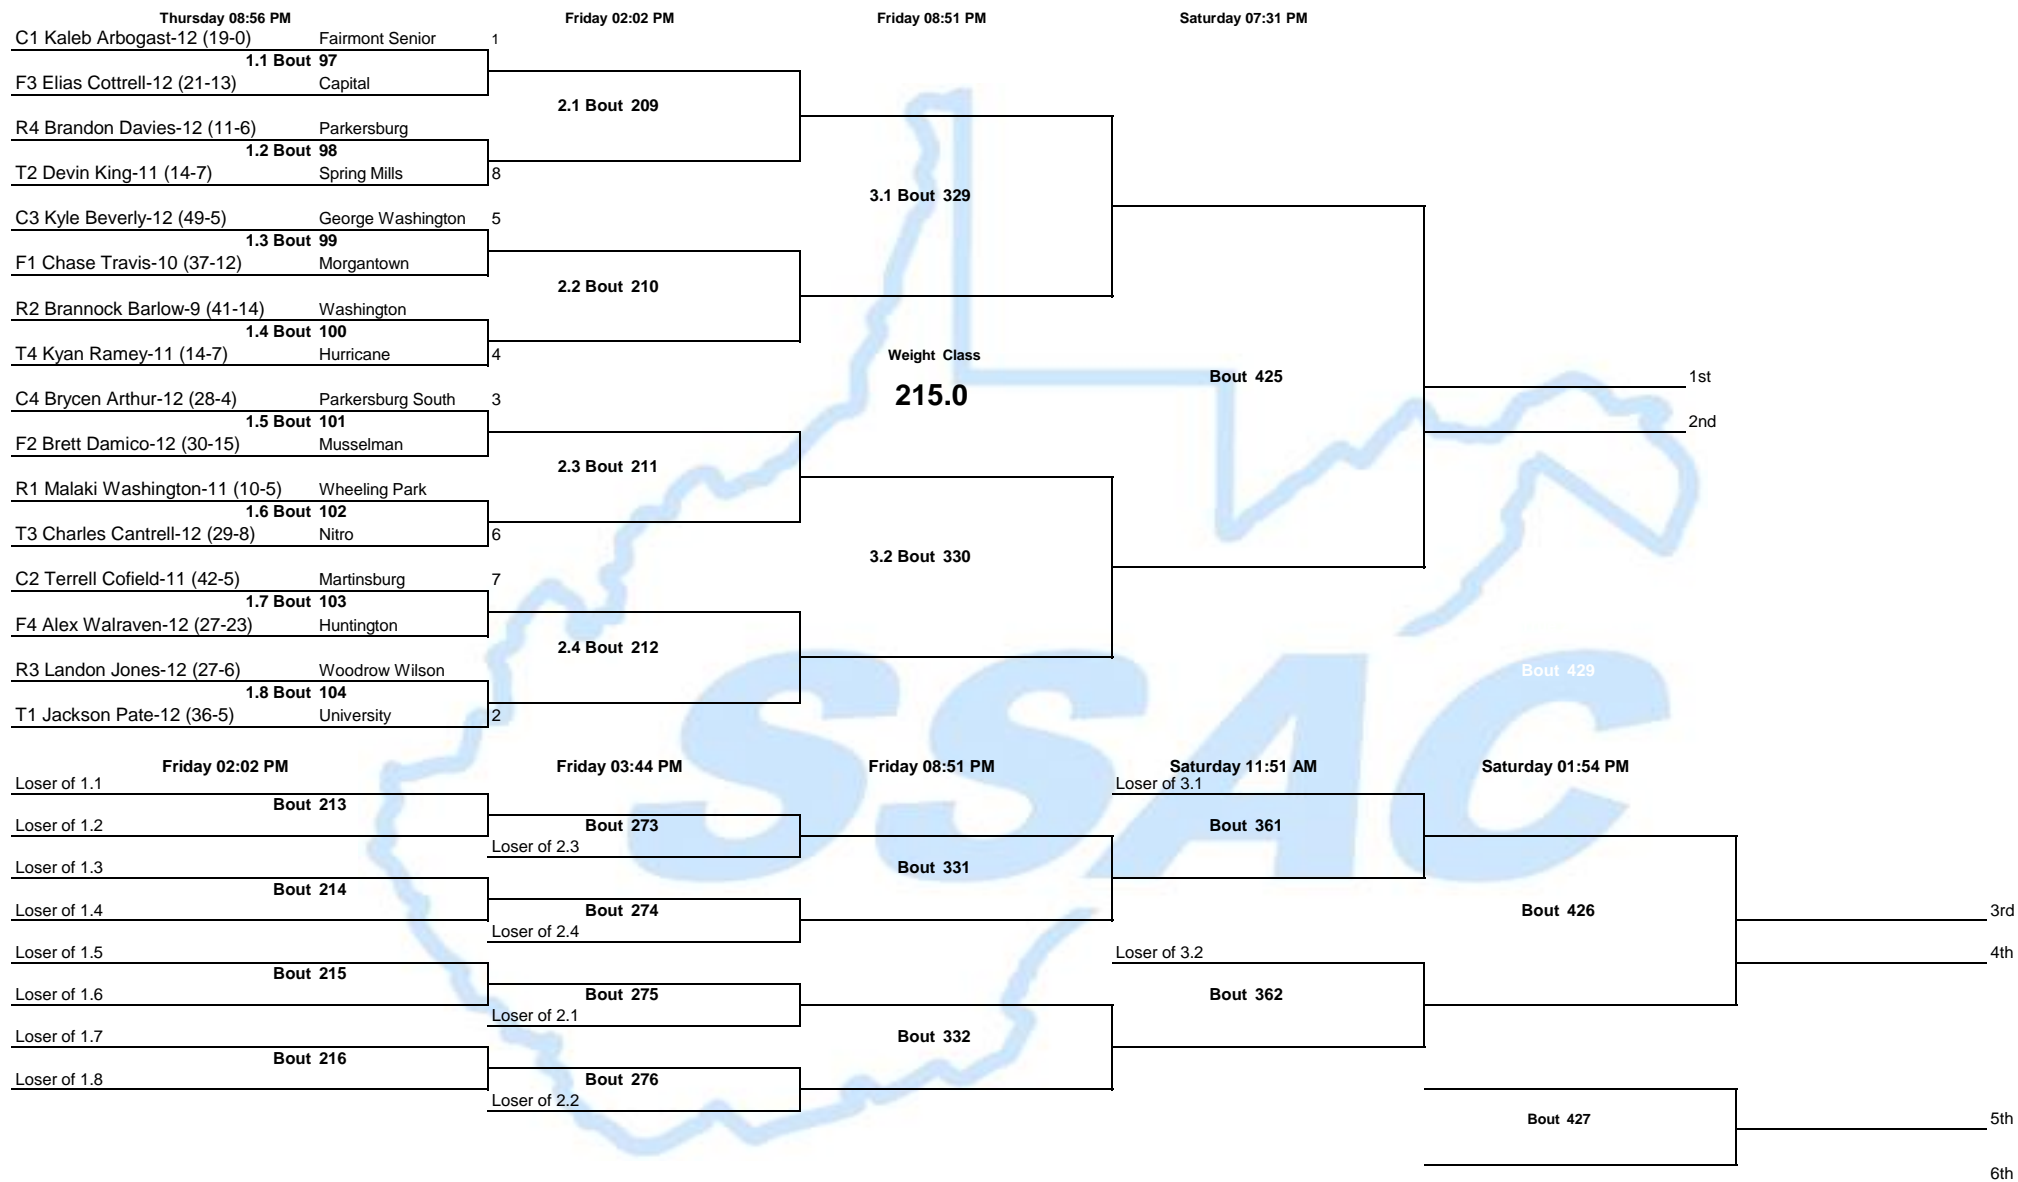 Thursday 08:56 PM Friday 02:02 PM Friday 08:51 PM Saturday 07:31 PM
C1 Kaleb Arbogast-12 (19-0) Fairmont Senior 1
1.1 Bout 97
F3 Elias Cottrell-12 (21-13) Capital
2.1 Bout 209
R4 Brandon Davies-12 (11-6) Parkersburg
1.2 Bout 98
T2 Devin King-11 (14-7) Spring Mills 8
3.1 Bout 329
C3 Kyle Beverly-12 (49-5) George Washington 5
1.3 Bout 99
F1 Chase Travis-10 (37-12) Morgantown
2.2 Bout 210
R2 Brannock Barlow-9 (41-14) Washington
1.4 Bout 100
T4 Kyan Ramey-11 (14-7) Hurricane 4
Weight Class
Bout 425
1st
215.0
C4 Brycen Arthur-12 (28-4) Parkersburg South 3
1.5 Bout 101
2nd
F2 Brett Damico-12 (30-15) Musselman
2.3 Bout 211
R1 Malaki Washington-11 (10-5) Wheeling Park
1.6 Bout 102
T3 Charles Cantrell-12 (29-8) Nitro 6
3.2 Bout 330
C2 Terrell Cofield-11 (42-5) Martinsburg 7
1.7 Bout 103
F4 Alex Walraven-12 (27-23) Huntington
2.4 Bout 212
R3 Landon Jones-12 (27-6) Woodrow Wilson
Bout 429
1.8 Bout 104
T1 Jackson Pate-12 (36-5) University 2
SSAC
Friday 02:02 PM Friday 03:44 PM Friday 08:51 PM Saturday 11:51 AM Saturday 01:54 PM
Loser of 1.1 Loser of 3.1
Bout 213
Loser of 1.2 Bout 273 Bout 361
Loser of 2.3
Loser of 1.3 Bout 331
Bout 214
Loser of 1.4 Bout 274 Bout 426 3rd
Loser of 2.4
Loser of 1.5 Loser of 3.2 4th
Bout 215
Loser of 1.6 Bout 275 Bout 362
Loser of 2.1
Loser of 1.7 Bout 332
Bout 216
Loser of 1.8 Bout 276
Loser of 2.2
Bout 427 5th
6th